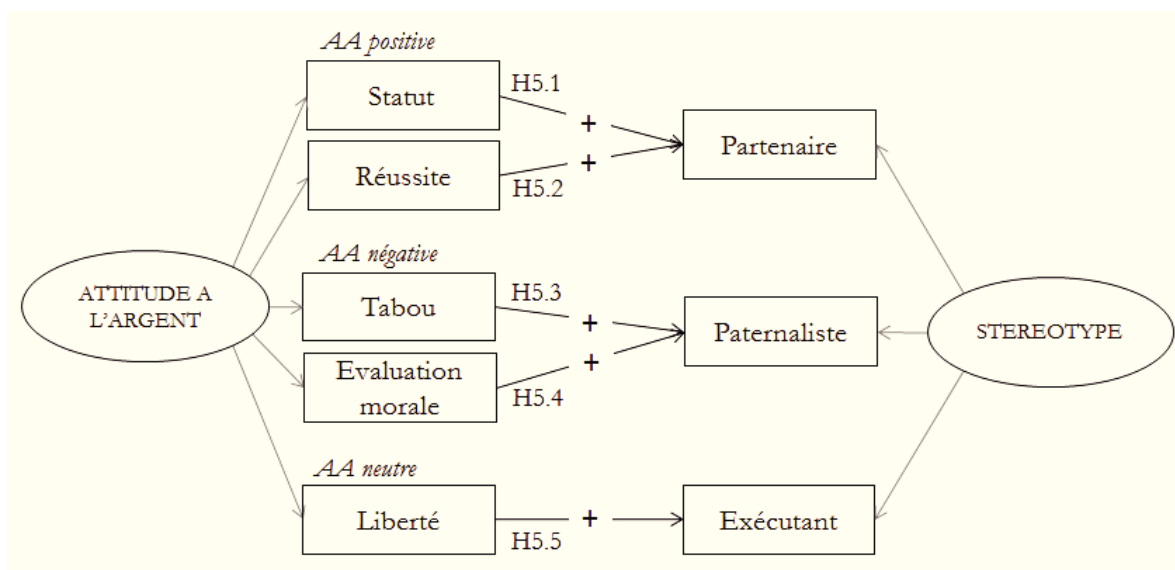 AA positive
Statut
H5.1
+
Partenaire
+
Réussite
H5.2
AA négative
ATTITUDE A
L'ARGENT
Tabou
H5.3
+
Paternaliste
STEREOTYPE
+
Evaluation
morale
H5.4
AA neutre
Liberté
+
Exécutant
H5.5